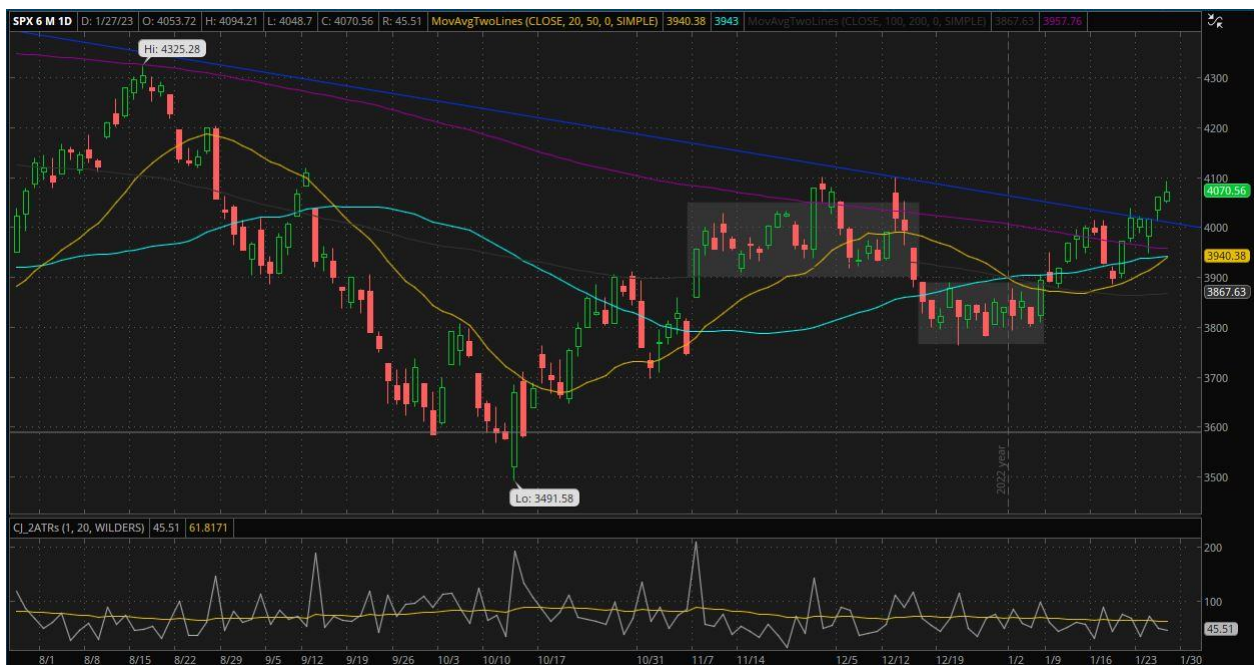 SPX 6 M 1D D: 1/27/23 O: 4053.72 H: 4094.21 L: 4048.7 C: 4070.56 R: 45.51 MovAvgTwoLines (CLOSE, 20, 50, 0, SIMPLE) 3940.38 3943 MovAvgTwoLines (CLOSE, 100, 200, 0, SIMPLE) 3867.63 3957.76
Hi: 4325.28
4300
4200
4100
4070.56
4000
3940.38
3900
3867.63
3800
3700
3600
3500
2022 year
Lo: 3491.58
CJ_2ATRs (1, 20, WILDERS) 45.51 61.8171
200
100
45.51
8/1 8/8 8/15 8/22 8/29 9/5 9/12 9/19 9/26 10/3 10/10 10/17 10/31 11/7 11/14 12/5 12/12 12/19 1/2 1/9 1/16 1/23 1/30